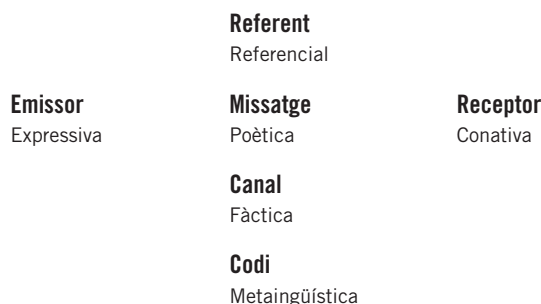 Referent
Referencial
Emissor
Expressiva
Missatge
Poètica
Receptor
Conativa
Canal
Fàctica
Codi
Metaingüística